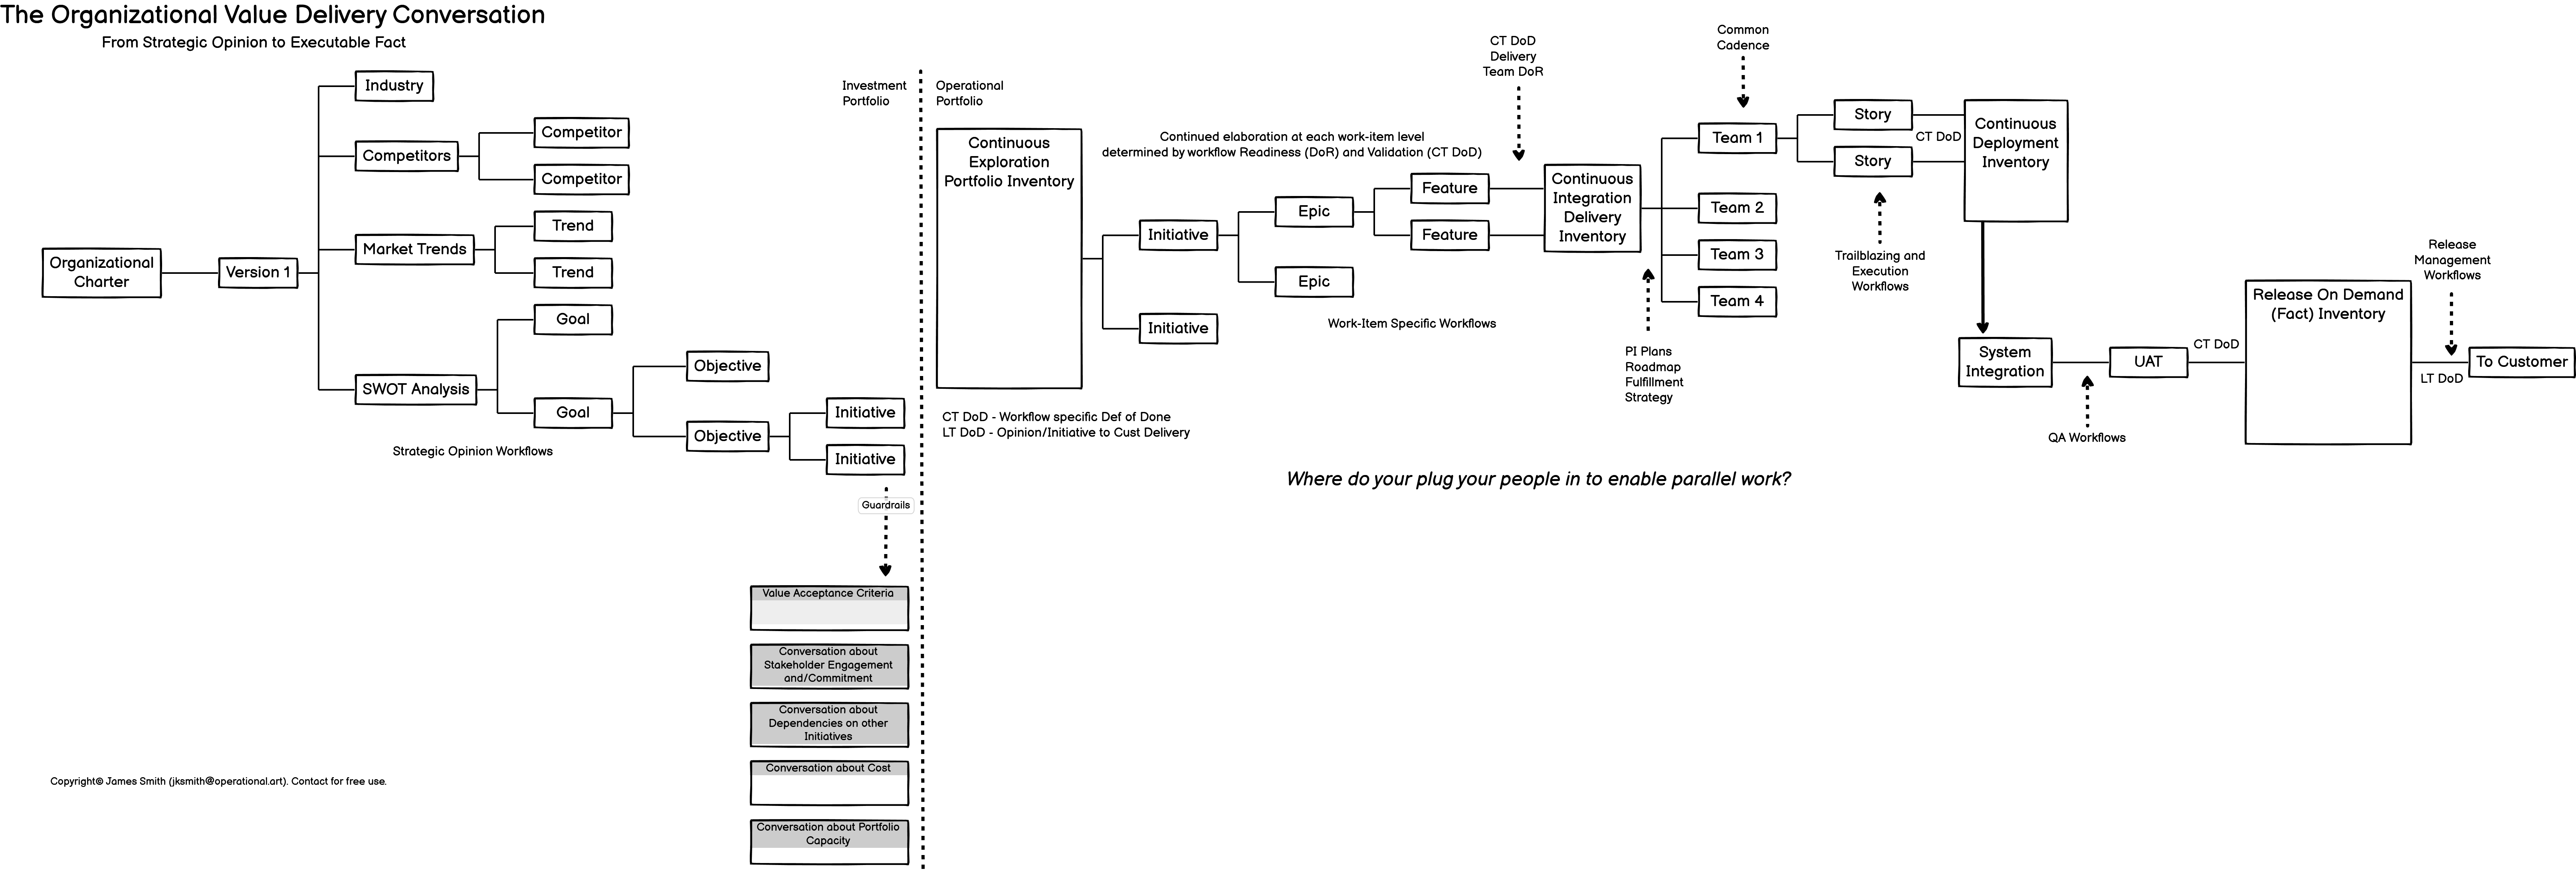 The Organizational Value Delivery Conversation
From Strategic Opinion to Executable Fact
Organizational
Charter
Version 1
Industry
Competitors
Competitor
Competitor
Market Trends
Trend
Trend
SWOT Analysis
Goal
Goal
Objective
Objective
Initiative
Initiative
Strategic Opinion Workflows
Investment
Portfolio
Guardrails
Value Acceptance Criteria
Conversation about
Stakeholder Engagement
and/Commitment
Conversation about
Dependencies on other
Initiatives
Conversation about Cost
Conversation about Portfolio
Capacity
Copyright© James Smith (jksmith@operational.art). Contact for free use.
Operational
Portfolio
Continuous
Exploration
Portfolio Inventory
CT DoD - Workflow specific Def of Done
LT DoD - Opinion/Initiative to Cust Delivery
Continued elaboration at each work-item level
determined by workflow Readiness (DoR) and Validation (CT DoD)
Initiative
Initiative
Epic
Epic
Feature
Feature
Work-Item Specific Workflows
CT DoD
Delivery
Team DoR
Continuous
Integration
Delivery
Inventory
PI Plans
Roadmap
Fulfillment
Strategy
Common
Cadence
Team 1
Team 2
Team 3
Team 4
Story
Story
CT DoD
Trailblazing and
Execution
Workflows
Continuous
Deployment
Inventory
System
Integration
QA Workflows
UAT
CT DoD
Release On Demand
(Fact) Inventory
Release
Management
Workflows
LT DoD
To Customer
Where do your plug your people in to enable parallel work?